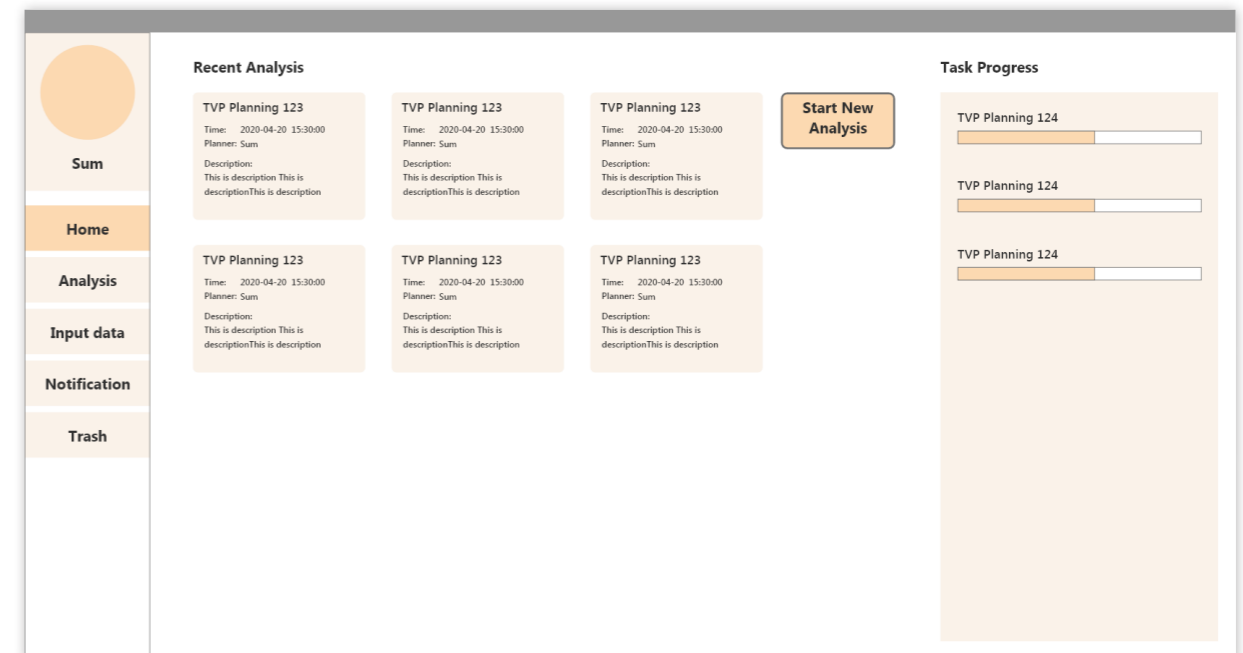 Sum
Home
Analysis
Input data
Notification
Trash
Recent Analysis
TVP Planning 123
Time: 2020-04-20 15:30:00
Planner: Sum
Description:
This is description This is
descriptionThis is description
TVP Planning 123
Time: 2020-04-20 15:30:00
Planner: Sum
Description:
This is description This is
descriptionThis is description
TVP Planning 123
Time: 2020-04-20 15:30:00
Planner: Sum
Description:
This is description This is
descriptionThis is description
Start New
Analysis
TVP Planning 123
Time: 2020-04-20 15:30:00
Planner: Sum
Description:
This is description This is
descriptionThis is description
TVP Planning 123
Time: 2020-04-20 15:30:00
Planner: Sum
Description:
This is description This is
descriptionThis is description
TVP Planning 123
Time: 2020-04-20 15:30:00
Planner: Sum
Description:
This is description This is
descriptionThis is description
Task Progress
TVP Planning 124
TVP Planning 124
TVP Planning 124